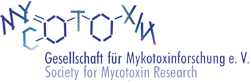 MYCOTOXIN
Gesellschaft für Mykotoxinforschung e. V.
Society for Mycotoxin Research